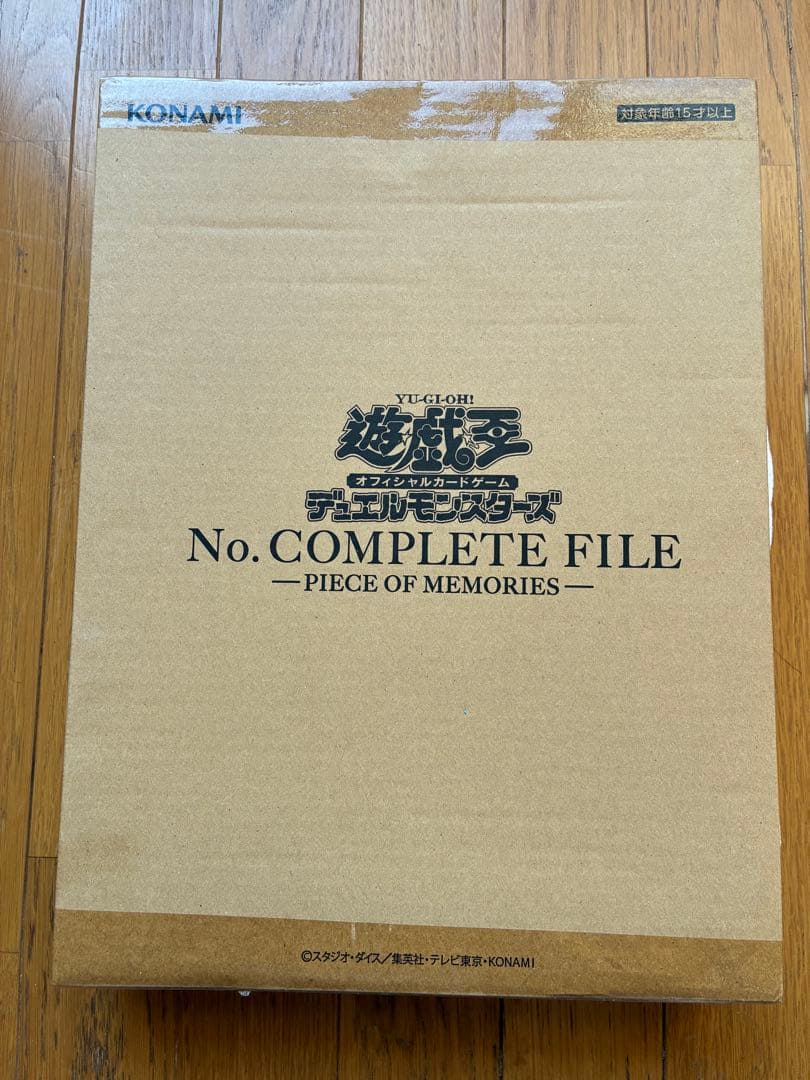 KONAMI
対象年齢15才以上
YU-GI-OH!
遊戯王
オフィシャルカードゲーム
デュエルモンスターズ
No. COMPLETE FILE
—PIECE OF MEMORIES—
©スタジオ・ダイス／集英社・テレビ東京・KONAMI